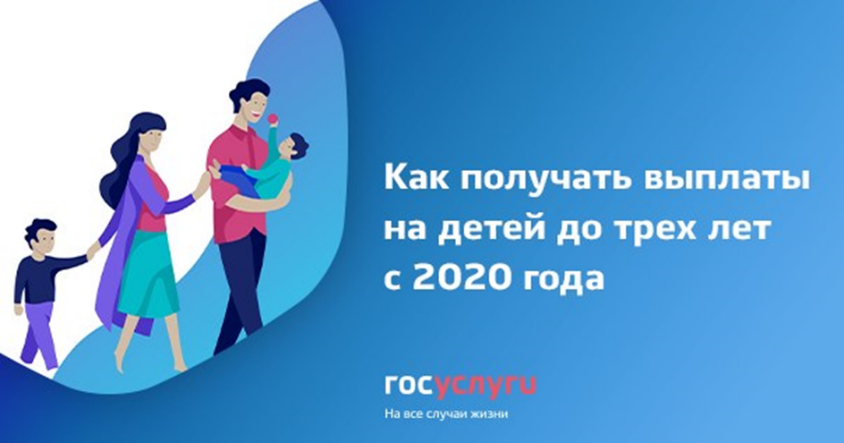 Как получать выплаты
на детей до трех лет
с 2020 года
госуслуги
На все случаи жизни